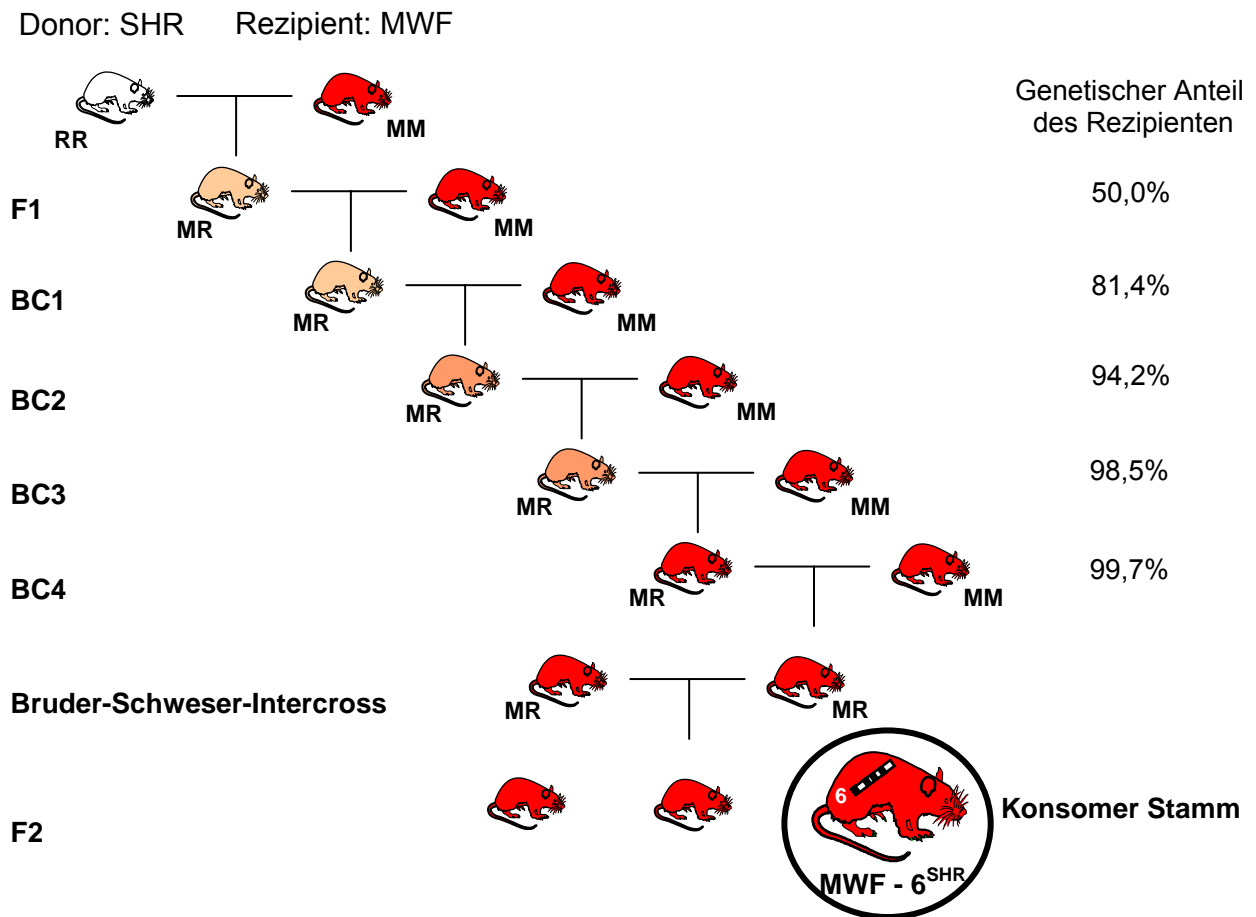 Donor: SHR Rezipient: MWF
Genetischer Anteil
des Rezipienten
RR
MM
F1
MR
MM
50,0%
BC1
MR
MM
81,4%
BC2
MR
MM
94,2%
BC3
MR
MM
98,5%
BC4
MR
MM
99,7%
Bruder-Schweser-Intercross
MR
MR
F2
6
Konsomer Stamm
MWF - 6SHR